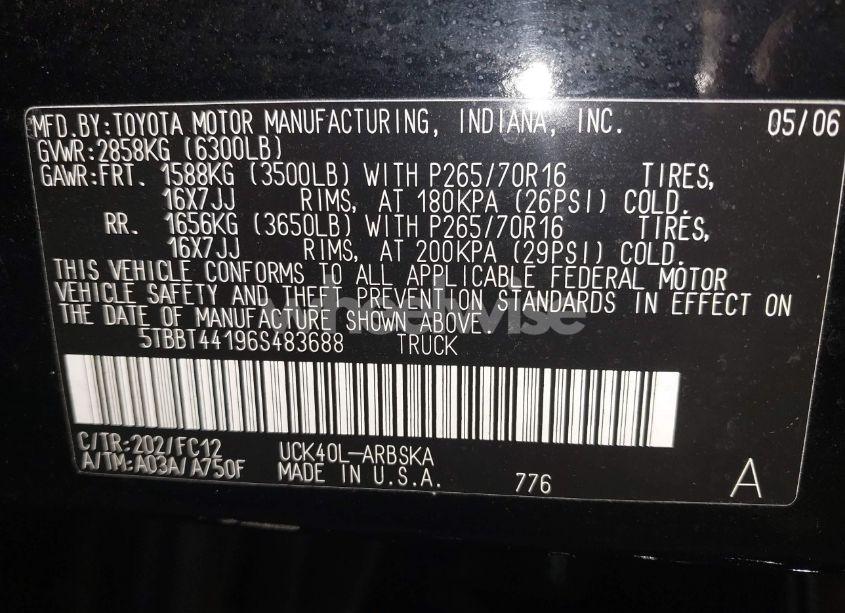 MFD.BY:TOYOTA MOTOR MANUFACTURING, INDIANA, INC. 05/06
GVWR:2858KG (6300LB)
GAWR:FRT. 1588KG (3500LB) WITH P265/70R16 TIRES,
16X7JJ RIMS, AT 180KPA (26PSI) COLD.
RR. 1656KG (3650LB) WITH P265/70R16 TIRES,
16X7JJ RIMS, AT 200KPA (29PSI) COLD.
THIS VEHICLE CONFORMS TO ALL APPLICABLE FEDERAL MOTOR
VEHICLE SAFETY AND THEFT PREVENTION STANDARDS IN EFFECT ON
THE DATE OF MANUFACTURE SHOWN ABOVE.
wheelwise
5TBBT44196S483688 TRUCK
C/TR:202/FC12 UCK40L-ARBSKA
A/TM:A03A/A750F MADE IN U.S.A. 776 A